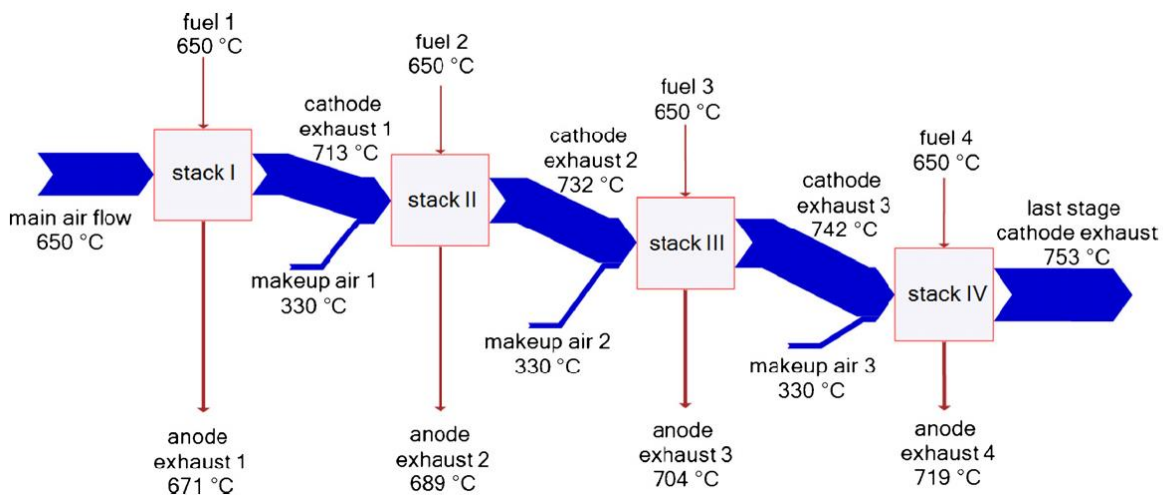 fuel 1
650 °C
fuel 2
650 °C
fuel 3
650 °C
fuel 4
650 °C
cathode
exhaust 1
713 °C
cathode
exhaust 2
732 °C
cathode
exhaust 3
742 °C
last stage
cathode exhaust
753 °C
stack I
stack II
stack III
stack IV
main air flow
650 °C
makeup air 1
330 °C
makeup air 2
330 °C
makeup air 3
330 °C
anode
exhaust 1
671 °C
anode
exhaust 2
689 °C
anode
exhaust 3
704 °C
anode
exhaust 4
719 °C